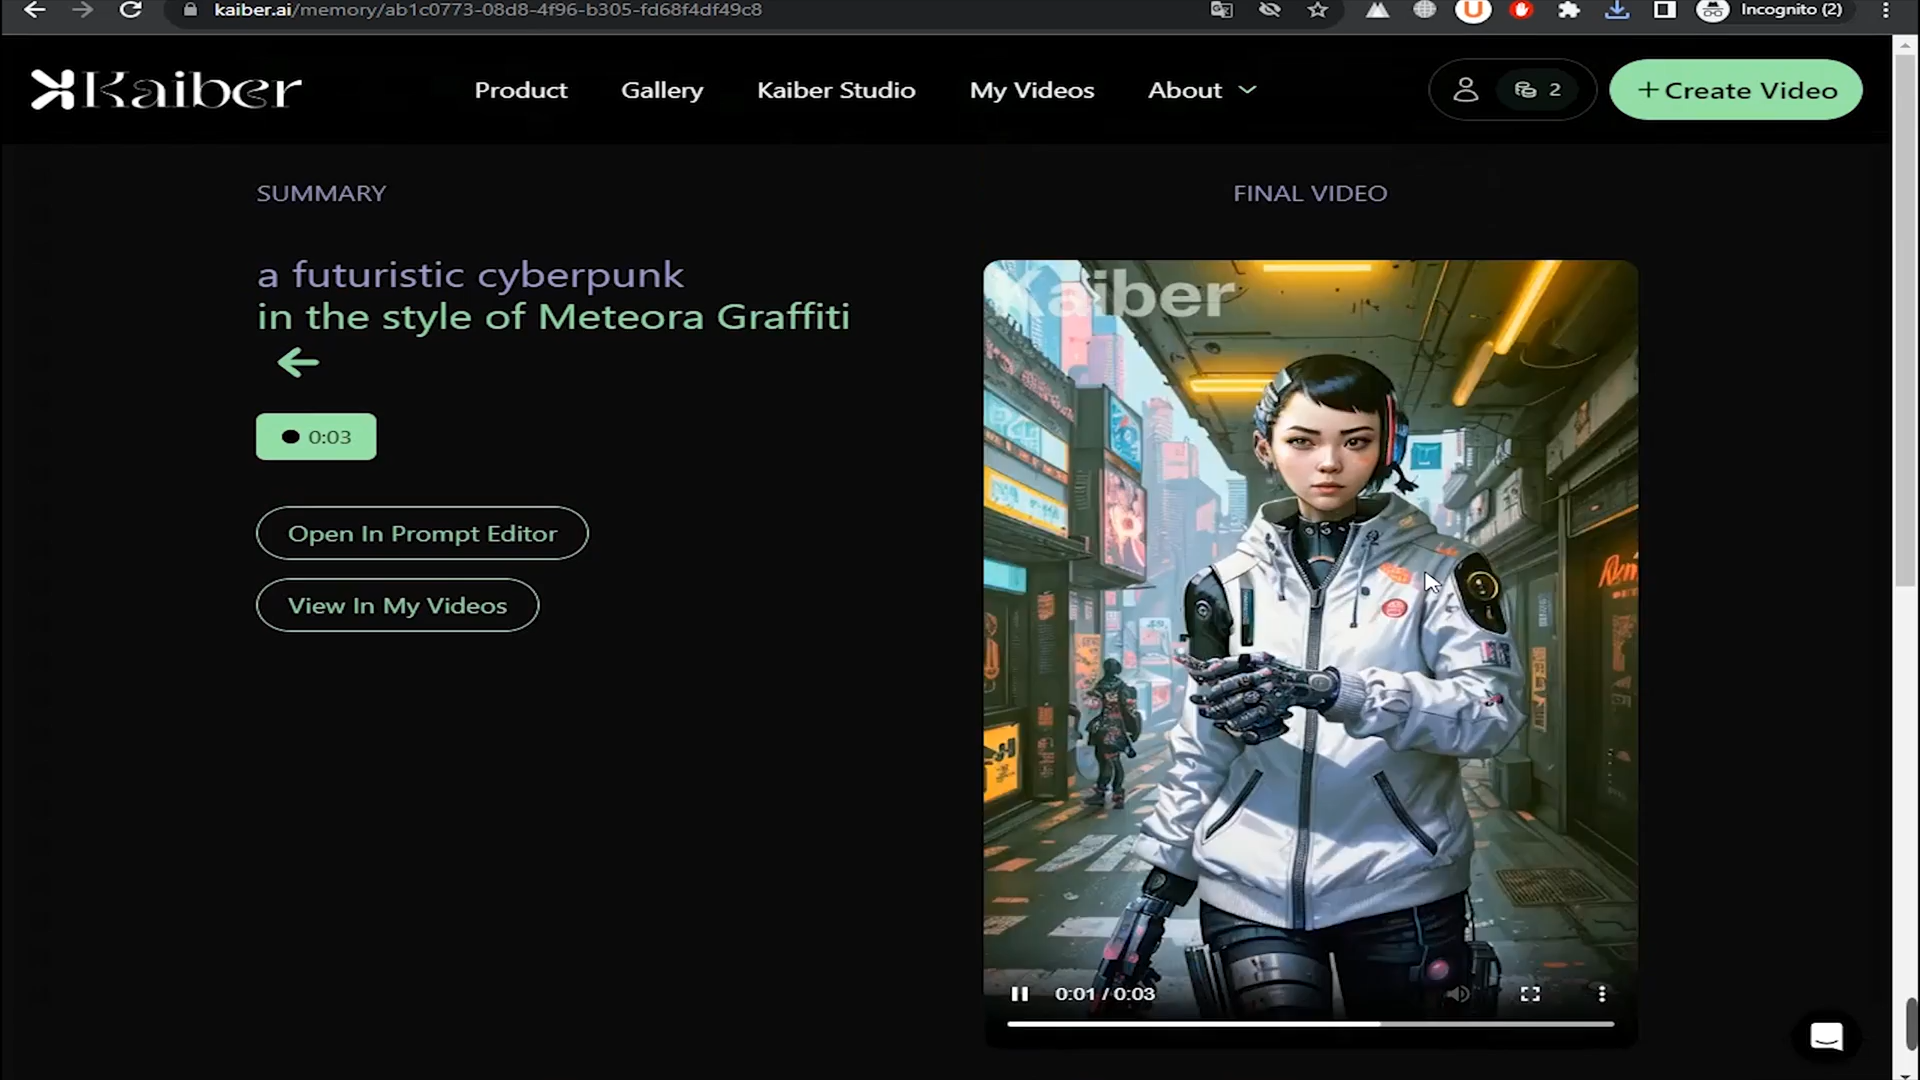 kaiber.ai/memory/ab1c0773-08d8-4f96-b305-fd68f4df49c8
Incognito (2)
Kaiber
Product
Gallery
Kaiber Studio
My Videos
About
2
+Create Video
SUMMARY
FINAL VIDEO
a futuristic cyberpunk
in the style of Meteora Graffiti
0:03
Open In Prompt Editor
View In My Videos
Kaiber
0:01 / 0:03